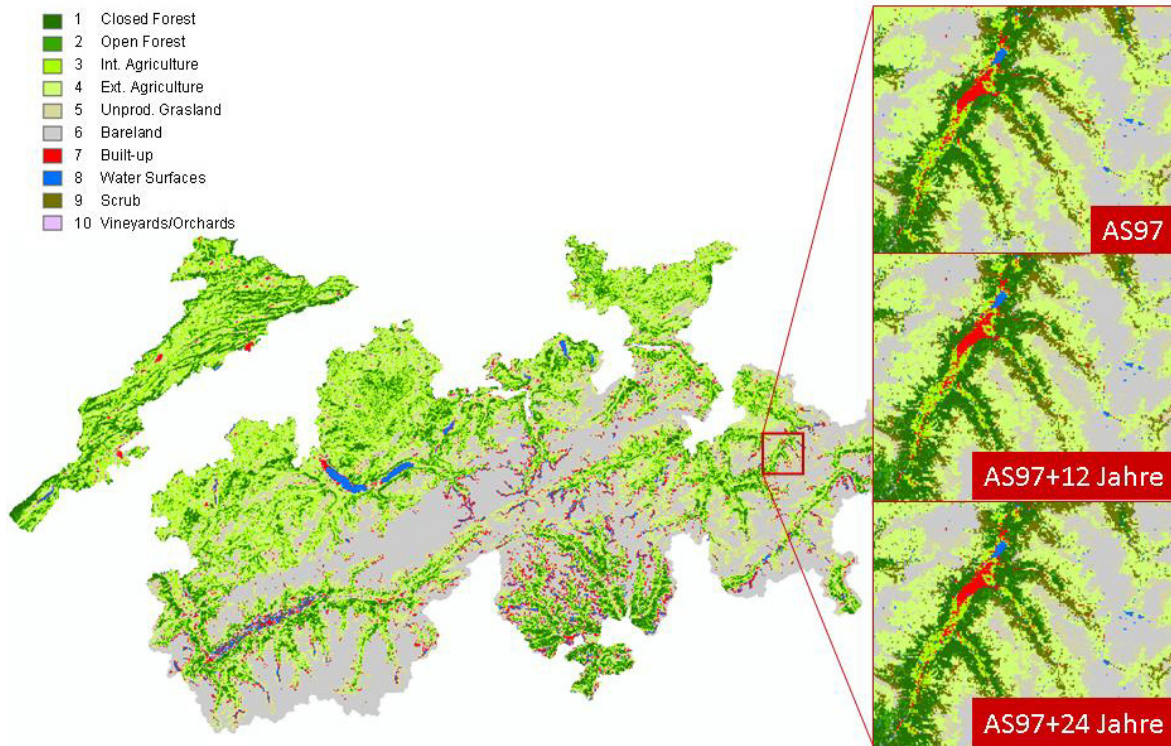 1 Closed Forest
2 Open Forest
3 Int. Agriculture
4 Ext. Agriculture
5 Unprod. Grasland
6 Bareland
7 Built-up
8 Water Surfaces
9 Scrub
10 Vineyards/Orchards
AS97
AS97+12 Jahre
AS97+24 Jahre